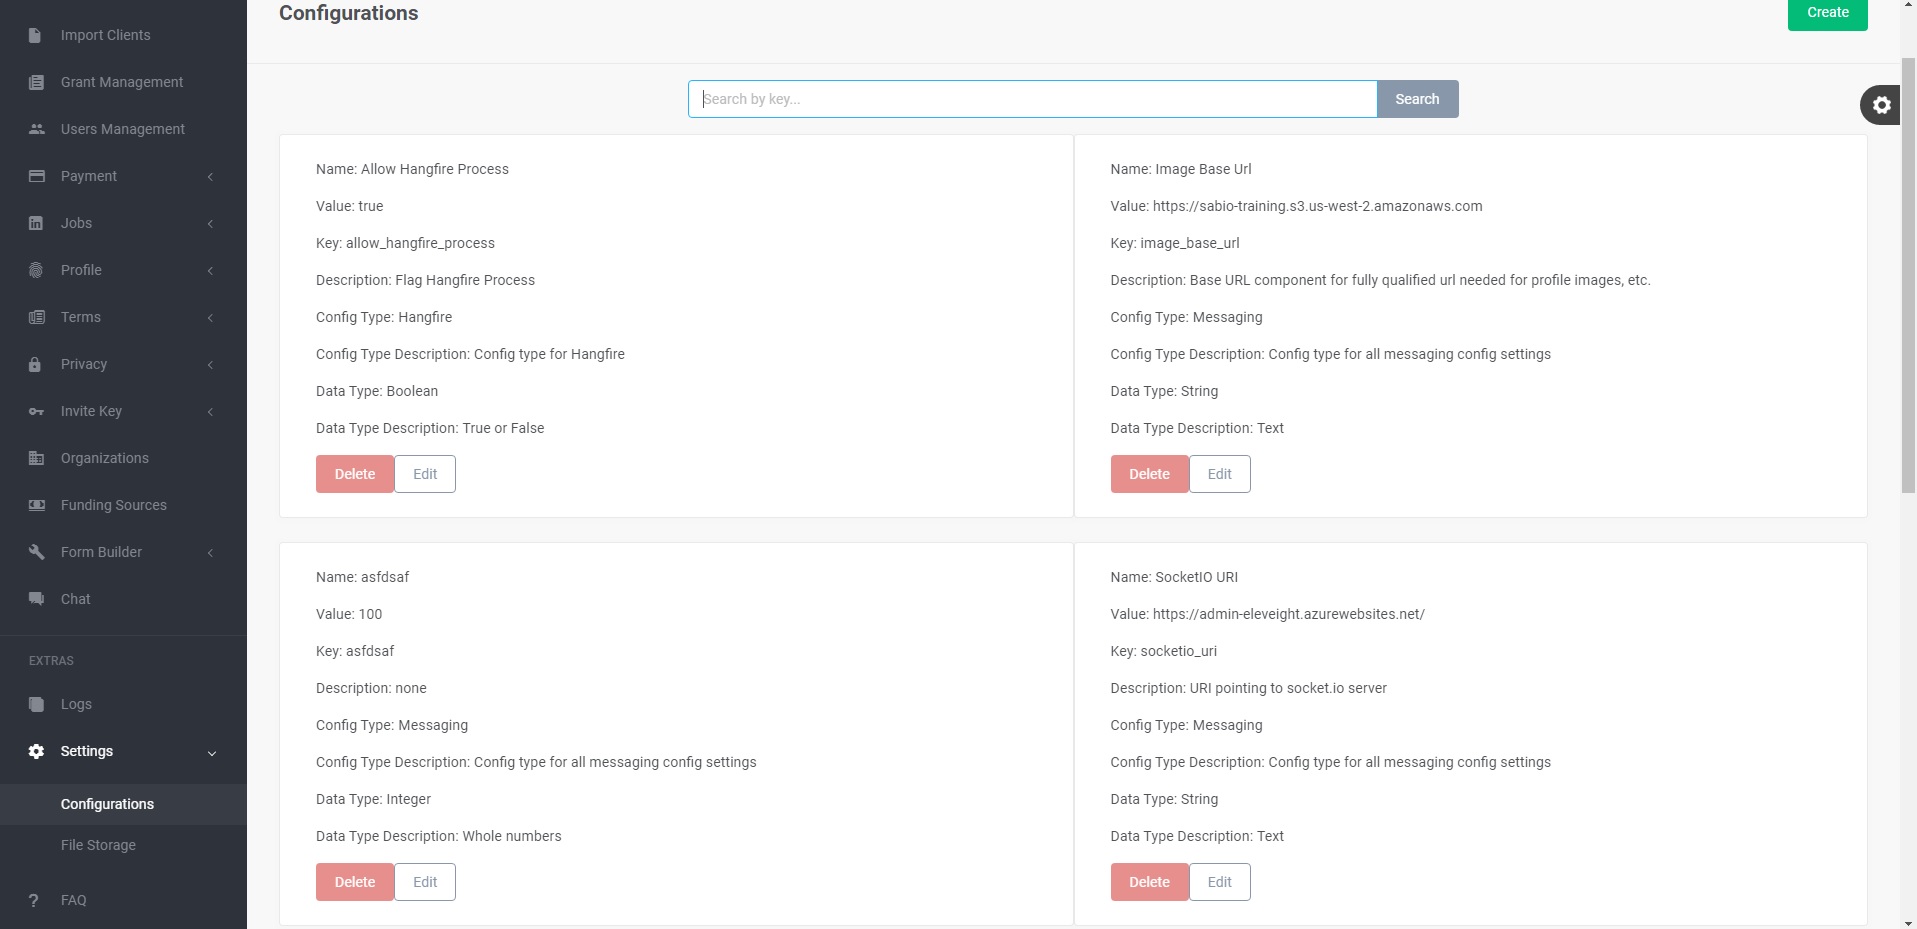 Import Clients
Grant Management
Users Management
Payment
Jobs
Profile
Terms
Privacy
Invite Key
Organizations
Funding Sources
Form Builder
Chat
EXTRAS
Logs
Settings
Configurations
File Storage
? FAQ
Configurations
Create
Search by key...
Search
Name: Allow Hangfire Process
Value: true
Key: allow_hangfire_process
Description: Flag Hangfire Process
Config Type: Hangfire
Config Type Description: Config type for Hangfire
Data Type: Boolean
Data Type Description: True or False
Delete Edit
Name: Image Base Url
Value: https://sabio-training.s3.us-west-2.amazonaws.com
Key: image_base_url
Description: Base URL component for fully qualified url needed for profile images, etc.
Config Type: Messaging
Config Type Description: Config type for all messaging config settings
Data Type: String
Data Type Description: Text
Delete Edit
Name: asfdsaf
Value: 100
Key: asfdsaf
Description: none
Config Type: Messaging
Config Type Description: Config type for all messaging config settings
Data Type: Integer
Data Type Description: Whole numbers
Delete Edit
Name: SocketIO URI
Value: https://admin-eleveight.azurewebsites.net/
Key: socketio_uri
Description: URI pointing to socket.io server
Config Type: Messaging
Config Type Description: Config type for all messaging config settings
Data Type: String
Data Type Description: Text
Delete Edit